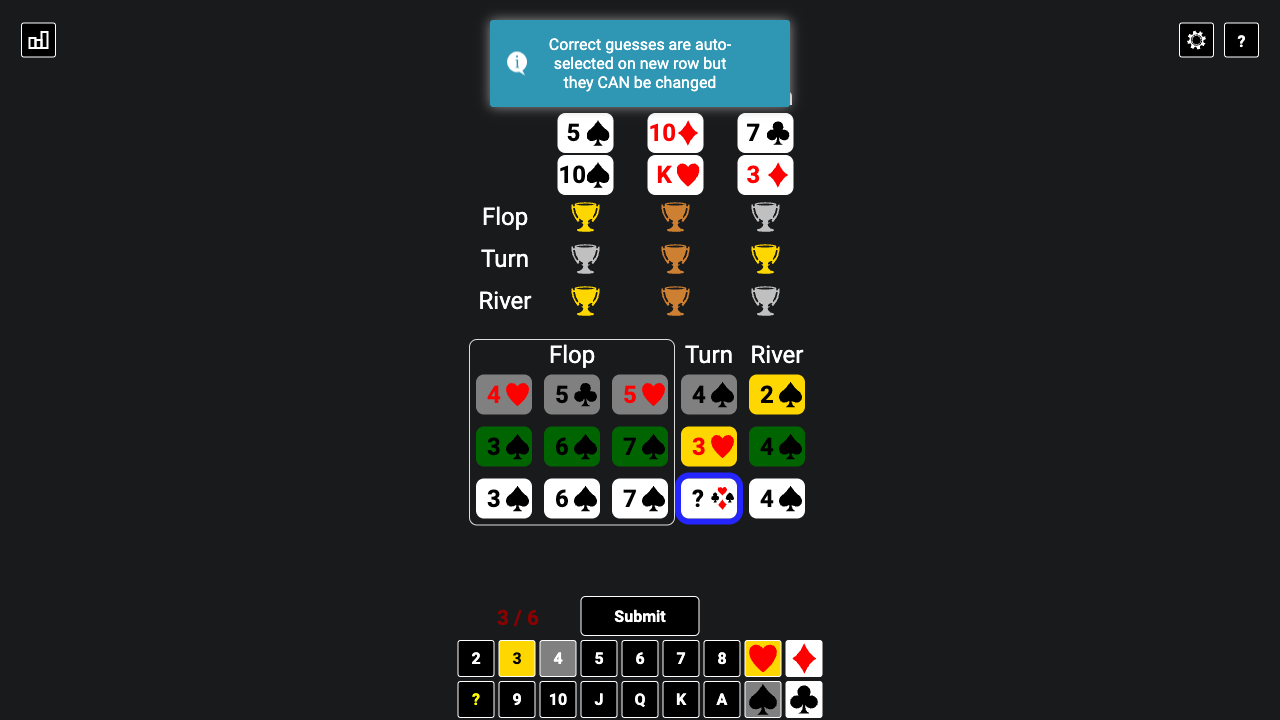 Correct guesses are auto-
selected on new row but
they CAN be changed
?
5 10 7
10 K 3
Flop
Turn
River
Flop Turn River
4 5 5 4 2
3 6 7 3 4
3 6 7 ? 4
3 / 6 Submit
2 3 4 5 6 7 8
? 9 10 J Q K A